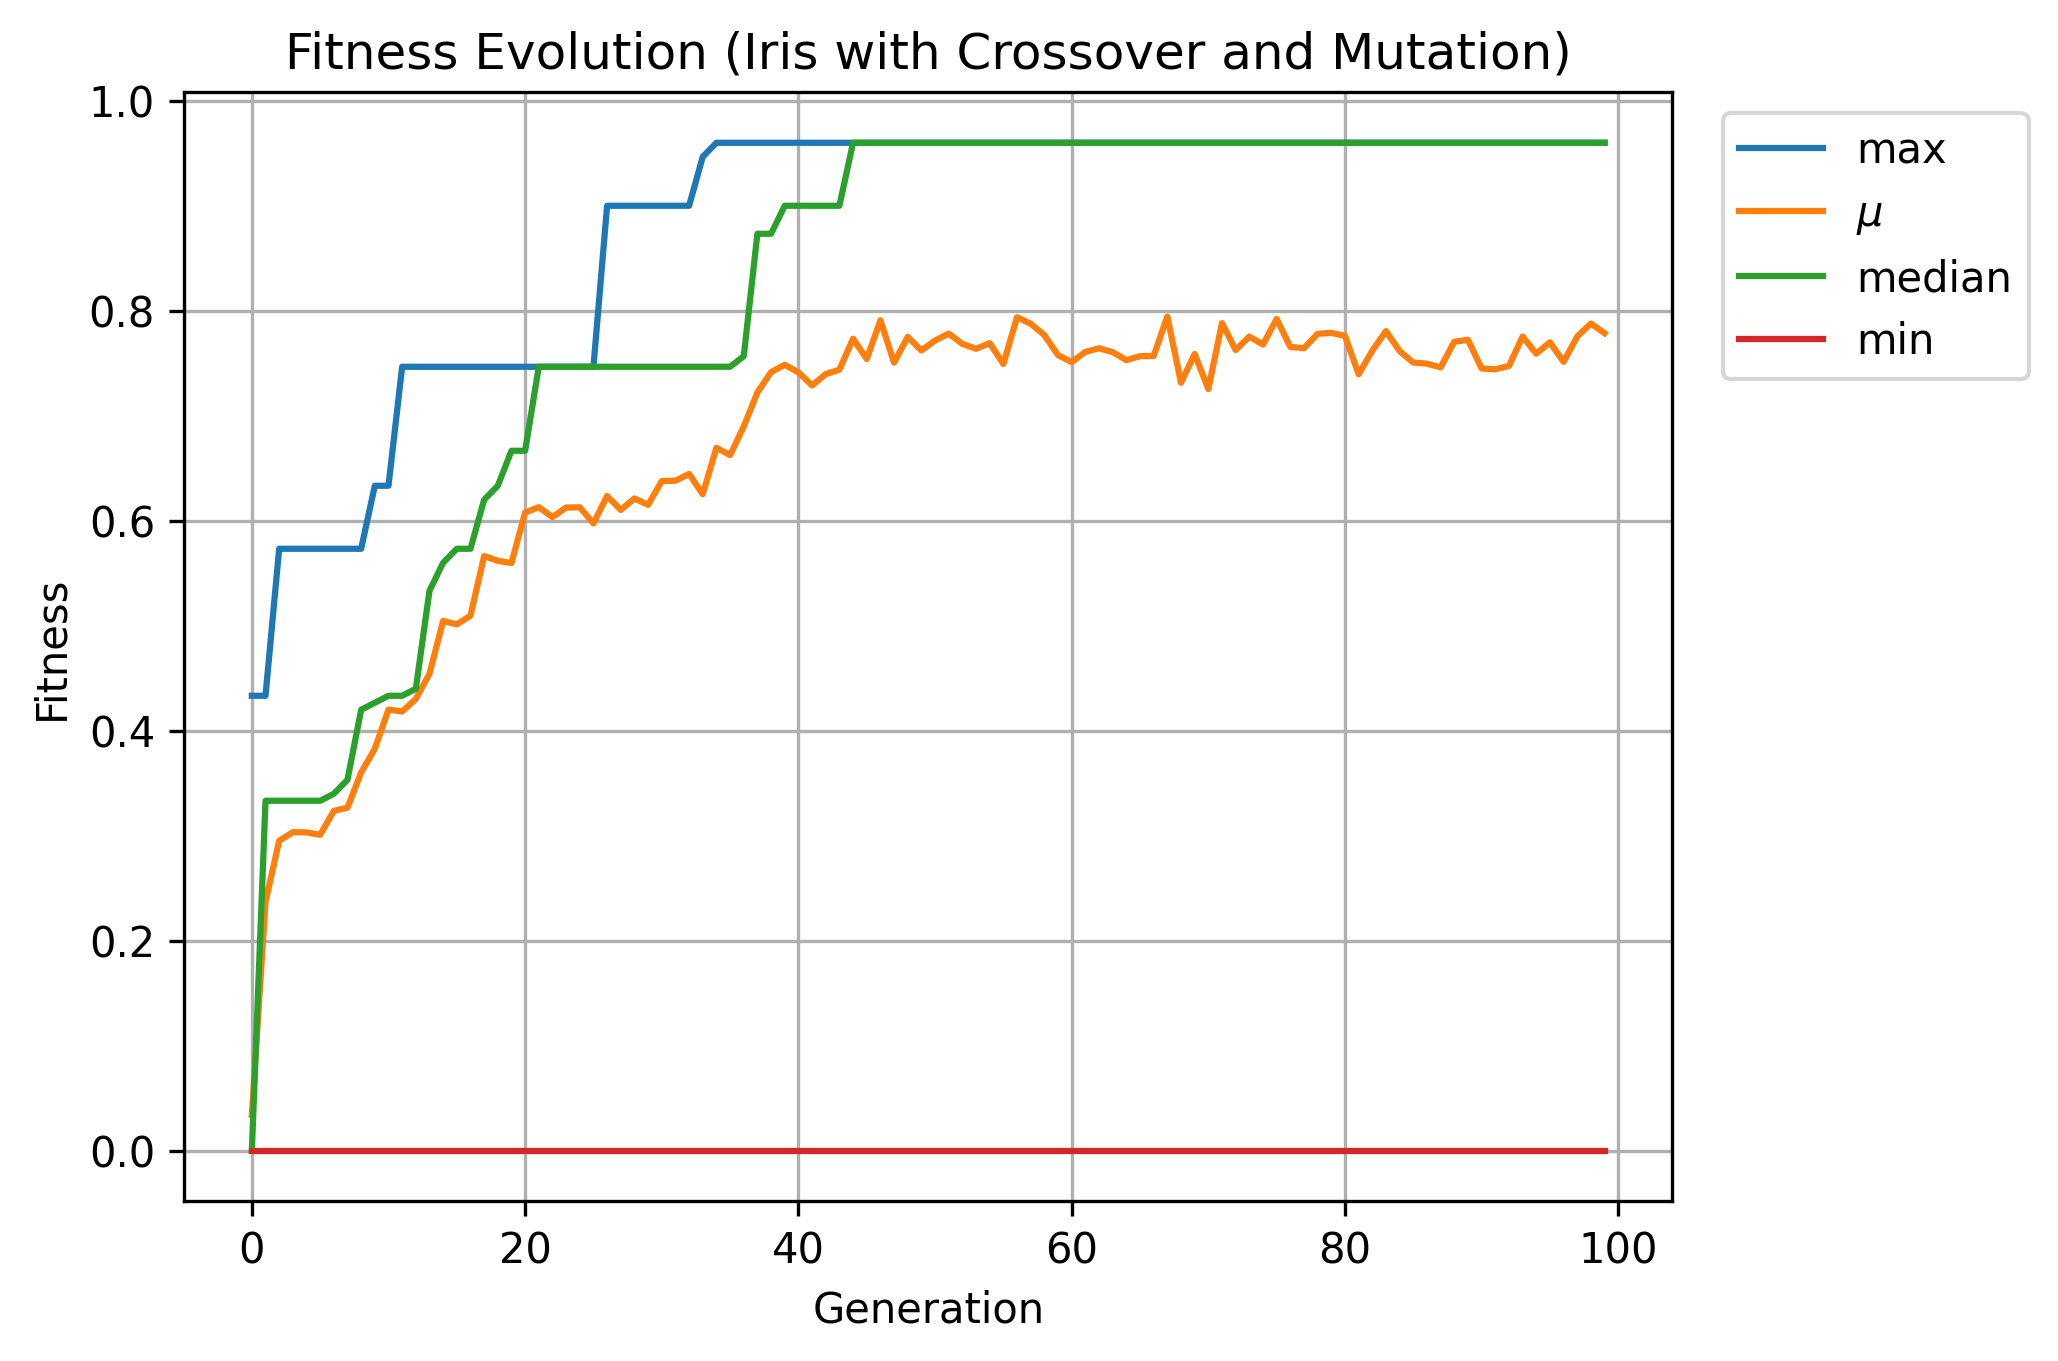 Fitness Evolution (Iris with Crossover and Mutation)
1.0
0.8
0.6
0.4
0.2
0.0
Fitness
0
20
40
60
80
100
Generation
max
μ
median
min